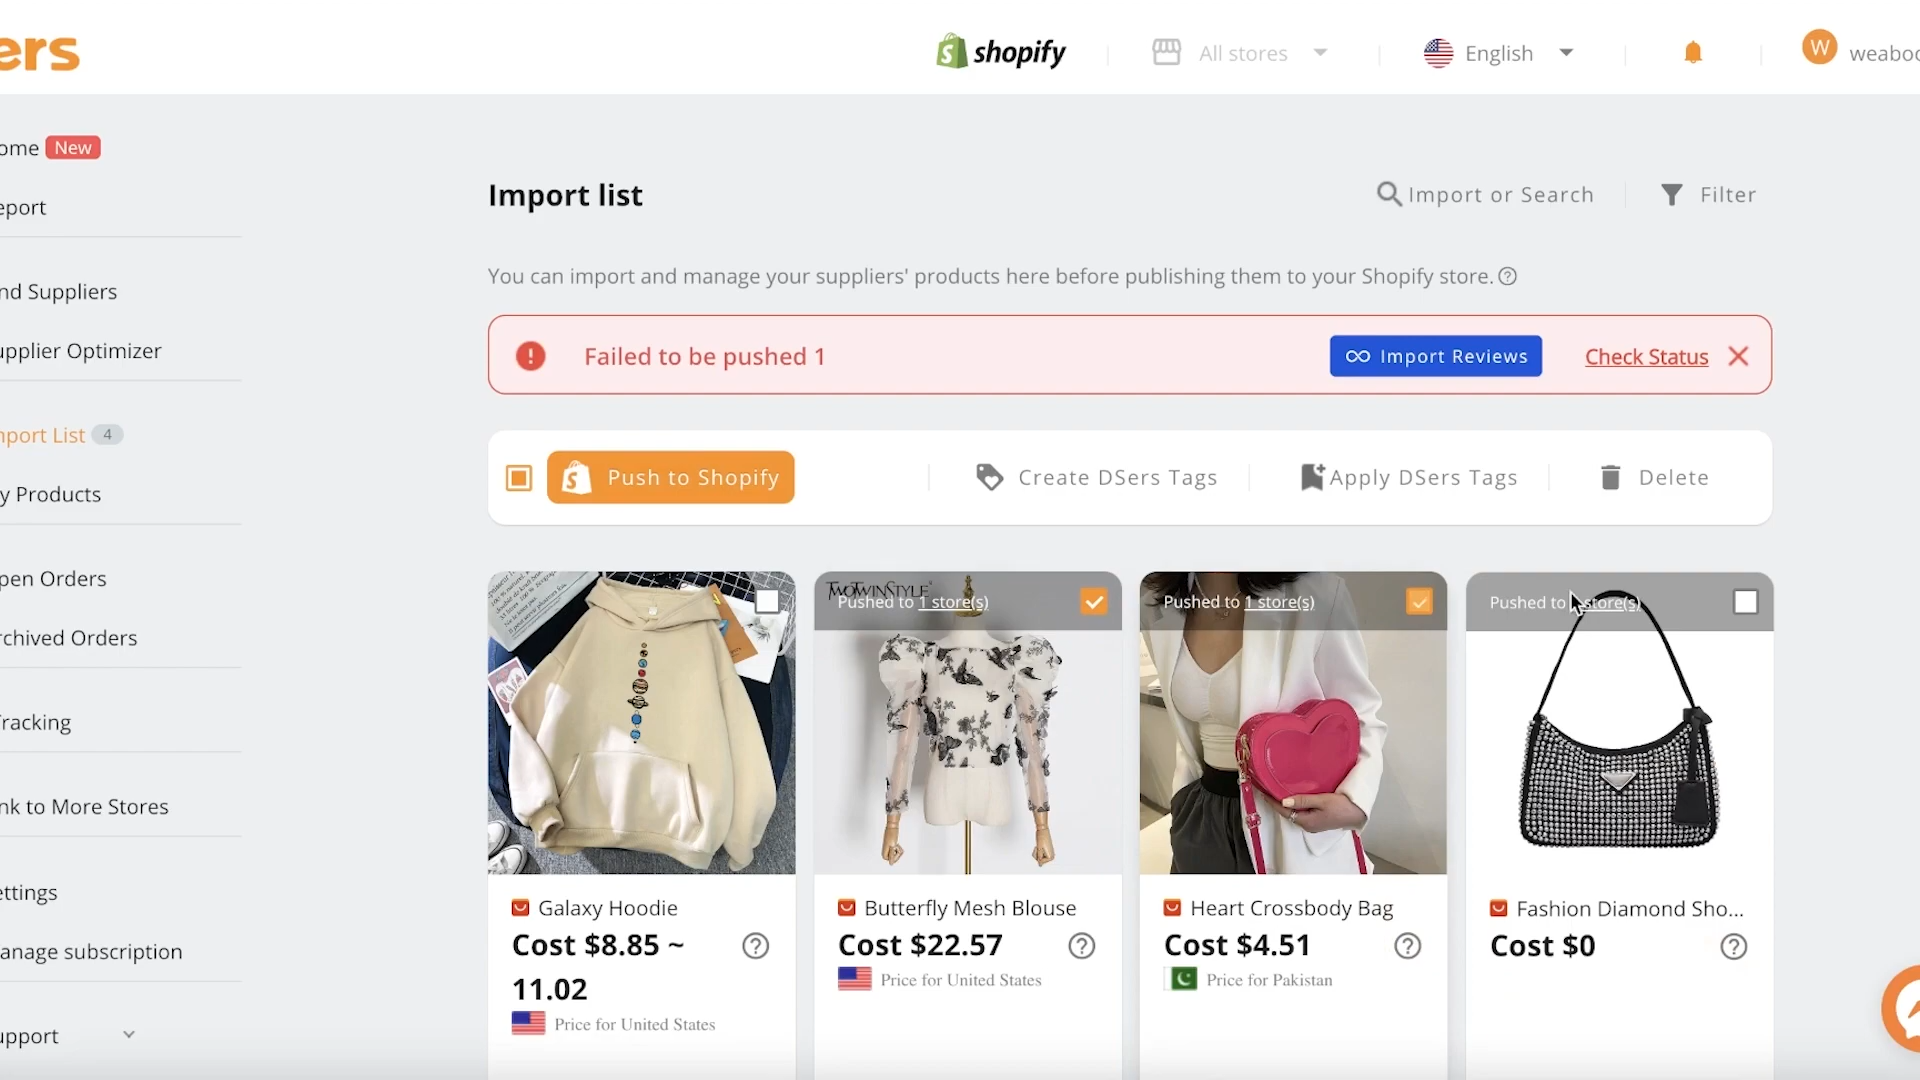 ers
shopify
All stores
English
W
weaboo
ome New
eport
nd Suppliers
upplier Optimizer
mport List 4
y Products
pen Orders
rchived Orders
Tracking
nk to More Stores
ettings
anage subscription
upport
Import list
Import or Search
Filter
You can import and manage your suppliers' products here before publishing them to your Shopify store.
Failed to be pushed 1
Import Reviews
Check Status
Push to Shopify
Create DSers Tags
Apply DSers Tags
Delete
TWOTWINSTYLE
Pushed to 1 store(s)
Pushed to 1 store(s)
Pushed to store(s)
Galaxy Hoodie
Cost $8.85 ~
11.02
Price for United States
Butterfly Mesh Blouse
Cost $22.57
Price for United States
Heart Crossbody Bag
Cost $4.51
Price for Pakistan
Fashion Diamond Sho...
Cost $0